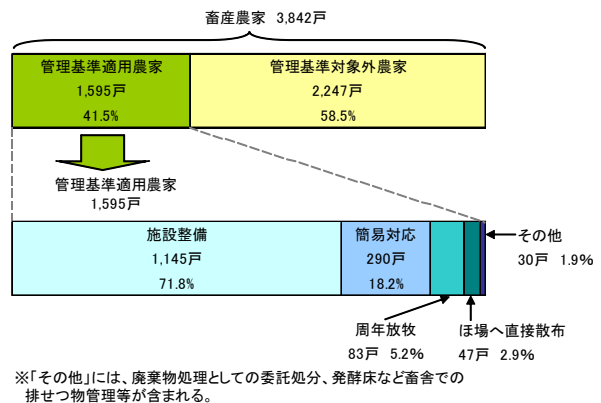 畜産農家 3,842戸
管理基準適用農家
1,595戸
41.5%
管理基準対象外農家
2,247戸
58.5%
管理基準適用農家
1,595戸
施設整備
1,145戸
71.8%
簡易対応
290戸
18.2%
その他
30戸 1.9%
周年放牧
83戸 5.2%
ほ場へ直接散布
47戸 2.9%
※「その他」には、廃棄物処理としての委託処分、発酵床など畜舎での
排せつ物管理等が含まれる。